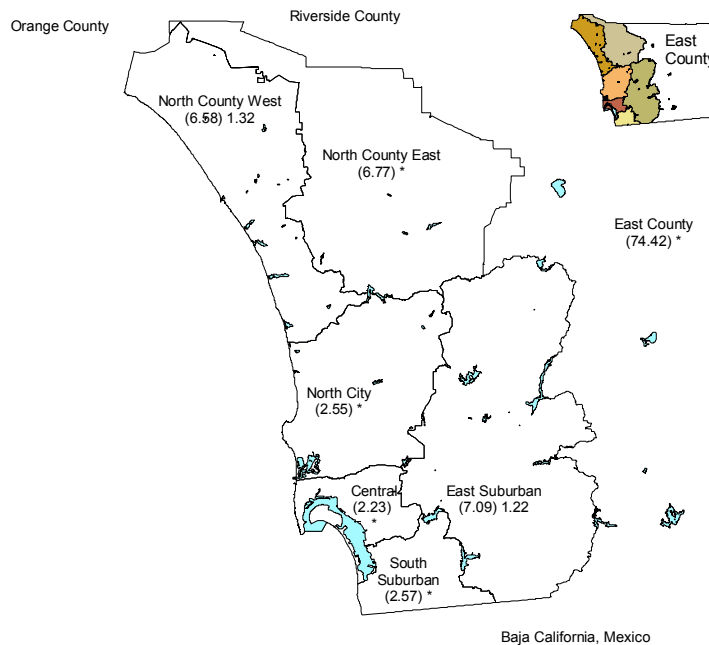 Orange County
Riverside County
East
County
North County West
(6.58) 1.32
North County East
(6.77) *
East County
(74.42) *
North City
(2.55) *
Central
(2.23)
*
East Suburban
(7.09) 1.22
South
Suburban
(2.57) *
Baja California, Mexico